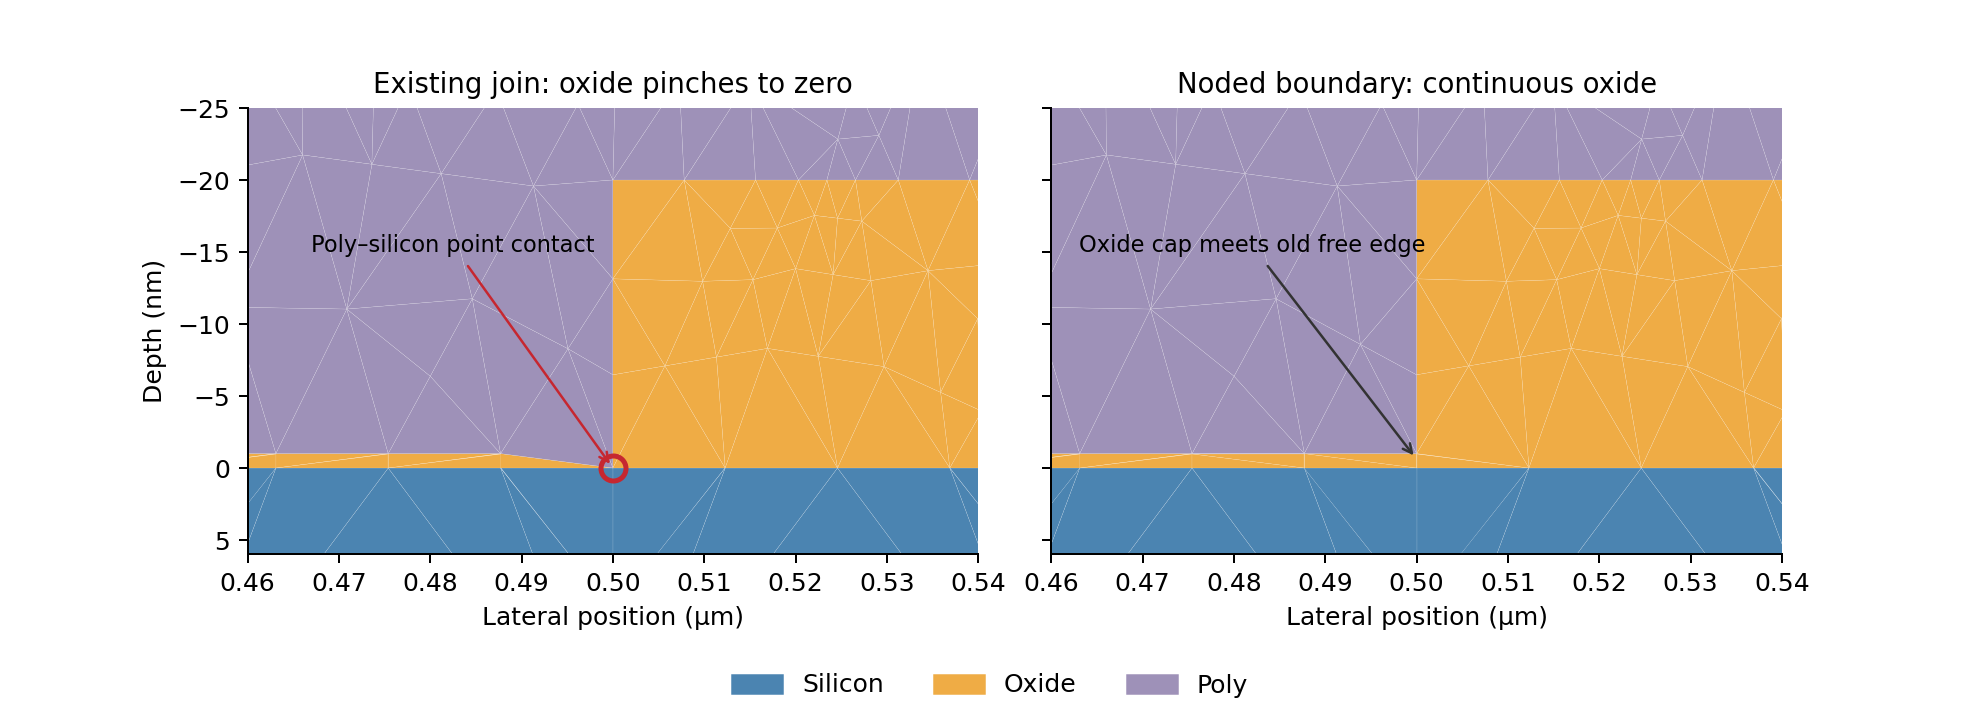 Existing join: oxide pinches to zero
Noded boundary: continuous oxide
−25
−20
−15
−10
−5
0
5
Depth (nm)
Poly–silicon point contact
Oxide cap meets old free edge
0.46 0.47 0.48 0.49 0.50 0.51 0.52 0.53 0.54
0.46 0.47 0.48 0.49 0.50 0.51 0.52 0.53 0.54
Lateral position (μm)
Lateral position (μm)
Silicon Oxide Poly